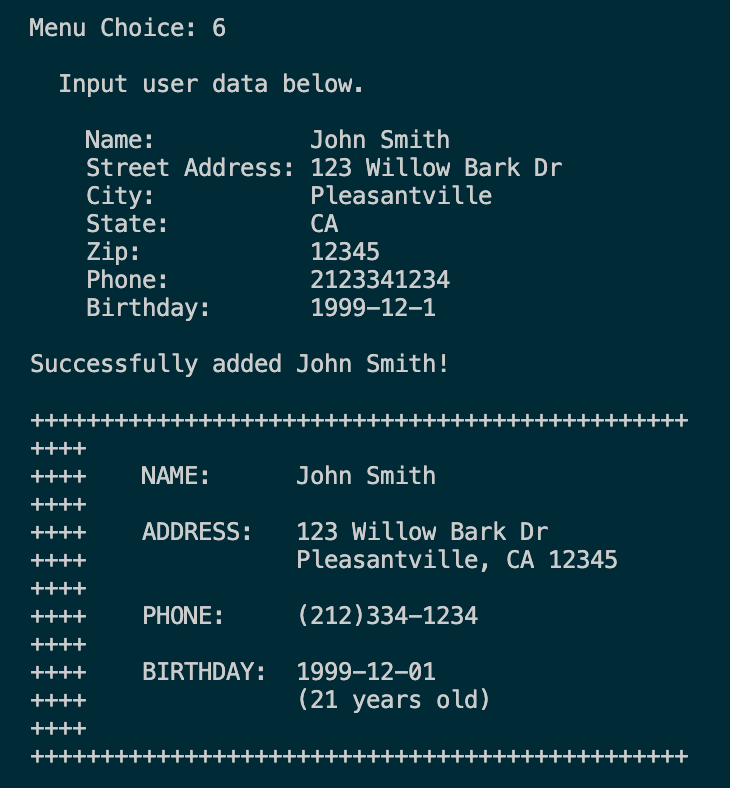 Menu Choice: 6
Input user data below.
Name: John Smith
Street Address: 123 Willow Bark Dr
City: Pleasantville
State: CA
Zip: 12345
Phone: 2123341234
Birthday: 1999-12-1
Successfully added John Smith!
+++++++++++++++++++++++++++++++++++++++++++++++
++++
++++ NAME: John Smith
++++
++++ ADDRESS: 123 Willow Bark Dr
++++ Pleasantville, CA 12345
++++
++++ PHONE: (212)334-1234
++++
++++ BIRTHDAY: 1999-12-01
++++ (21 years old)
++++
+++++++++++++++++++++++++++++++++++++++++++++++